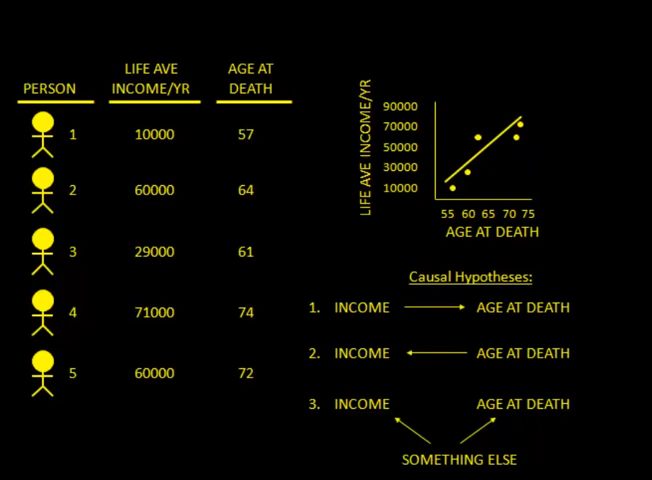 PERSON
LIFE AVE INCOME/YR
AGE AT DEATH
1 10000 57
2 60000 64
3 29000 61
4 71000 74
5 60000 72
LIFE AVE INCOME/YR
90000
70000
50000
30000
10000
55 60 65 70 75
AGE AT DEATH
Causal Hypotheses:
1. INCOME AGE AT DEATH
2. INCOME AGE AT DEATH
3. INCOME AGE AT DEATH
SOMETHING ELSE